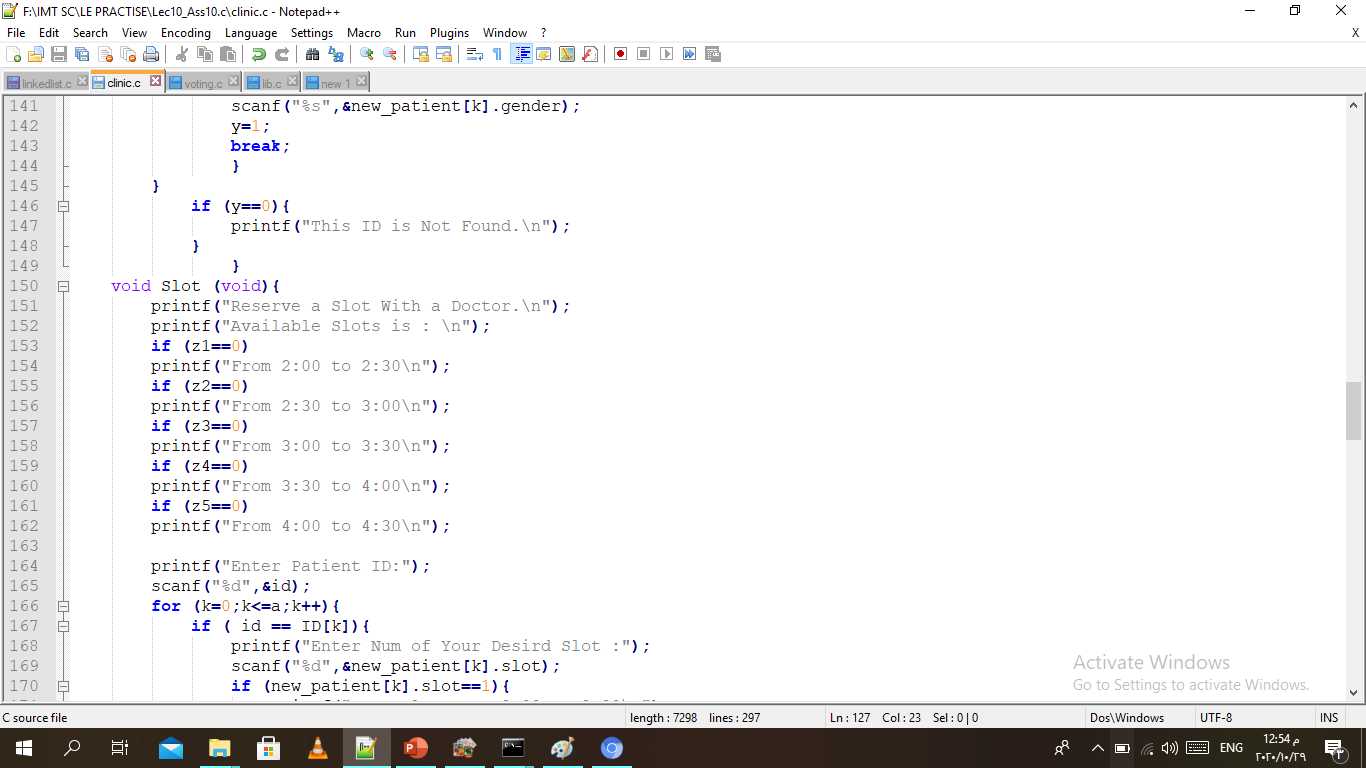 F:\IMT SC\LE PRACTISE\Lec10_Ass10.c\clinic.c - Notepad++
File Edit Search View Encoding Language Settings Macro Run Plugins Window ? X
linkedlist.c clinic.c voting.c lib.c new 1
141 scanf("%s",&new_patient[k].gender);
142 y=1;
143 break;
144 }
145 }
146 if (y==0){
147 printf("This ID is Not Found.\n");
148 }
149 }
150 void Slot (void){
151 printf("Reserve a Slot With a Doctor.\n");
152 printf("Available Slots is : \n");
153 if (z1==0)
154 printf("From 2:00 to 2:30\n");
155 if (z2==0)
156 printf("From 2:30 to 3:00\n");
157 if (z3==0)
158 printf("From 3:00 to 3:30\n");
159 if (z4==0)
160 printf("From 3:30 to 4:00\n");
161 if (z5==0)
162 printf("From 4:00 to 4:30\n");
163
164 printf("Enter Patient ID:");
165 scanf("%d",&id);
166 for (k=0;k<=a;k++){
167 if ( id == ID[k]){
168 printf("Enter Num of Your Desird Slot :");
169 scanf("%d",&new_patient[k].slot);
170 if (new_patient[k].slot==1){
Activate Windows
Go to Settings to activate Windows.
C source file length : 7298 lines : 297 Ln : 127 Col : 23 Sel : 0 | 0 Dos\Windows UTF-8 INS
ENG 12:54 م
٢٠٢٠/١٠/٢٩
٣